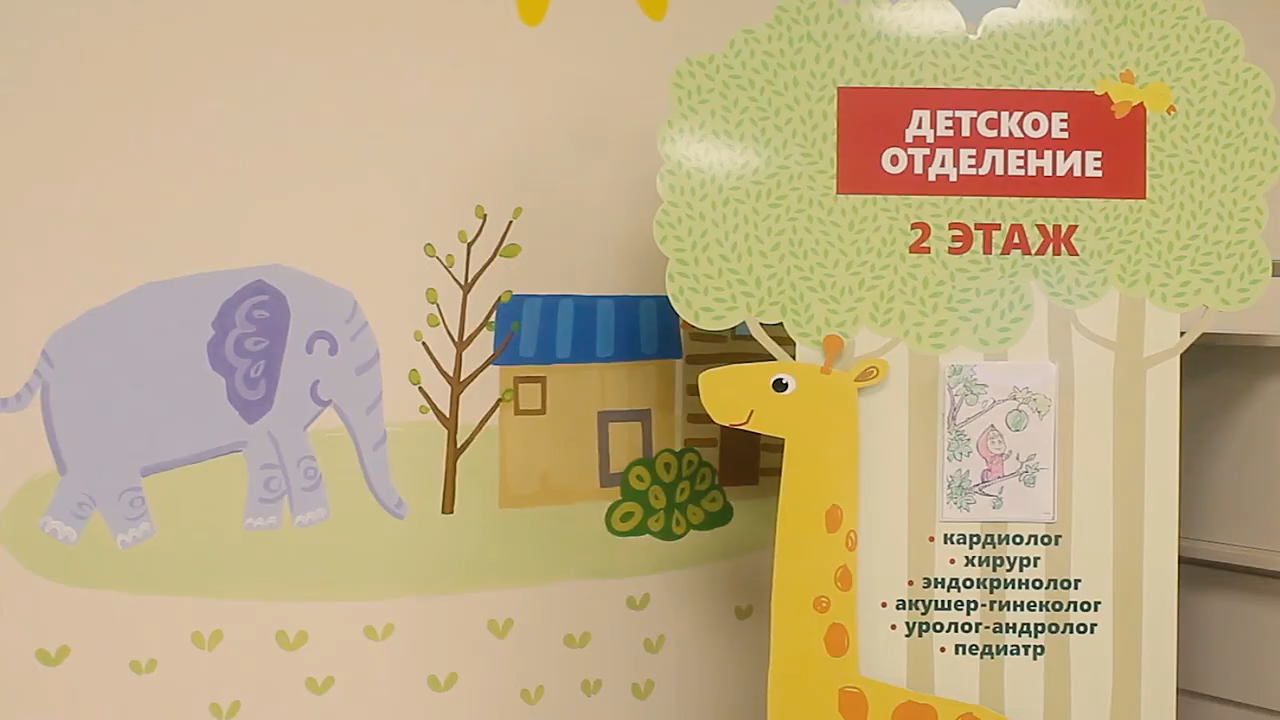 ДЕТСКОЕ
ОТДЕЛЕНИЕ
2 ЭТАЖ
• кардиолог
• хирург
• эндокринолог
• акушер-гинеколог
• уролог-андролог
• педиатр